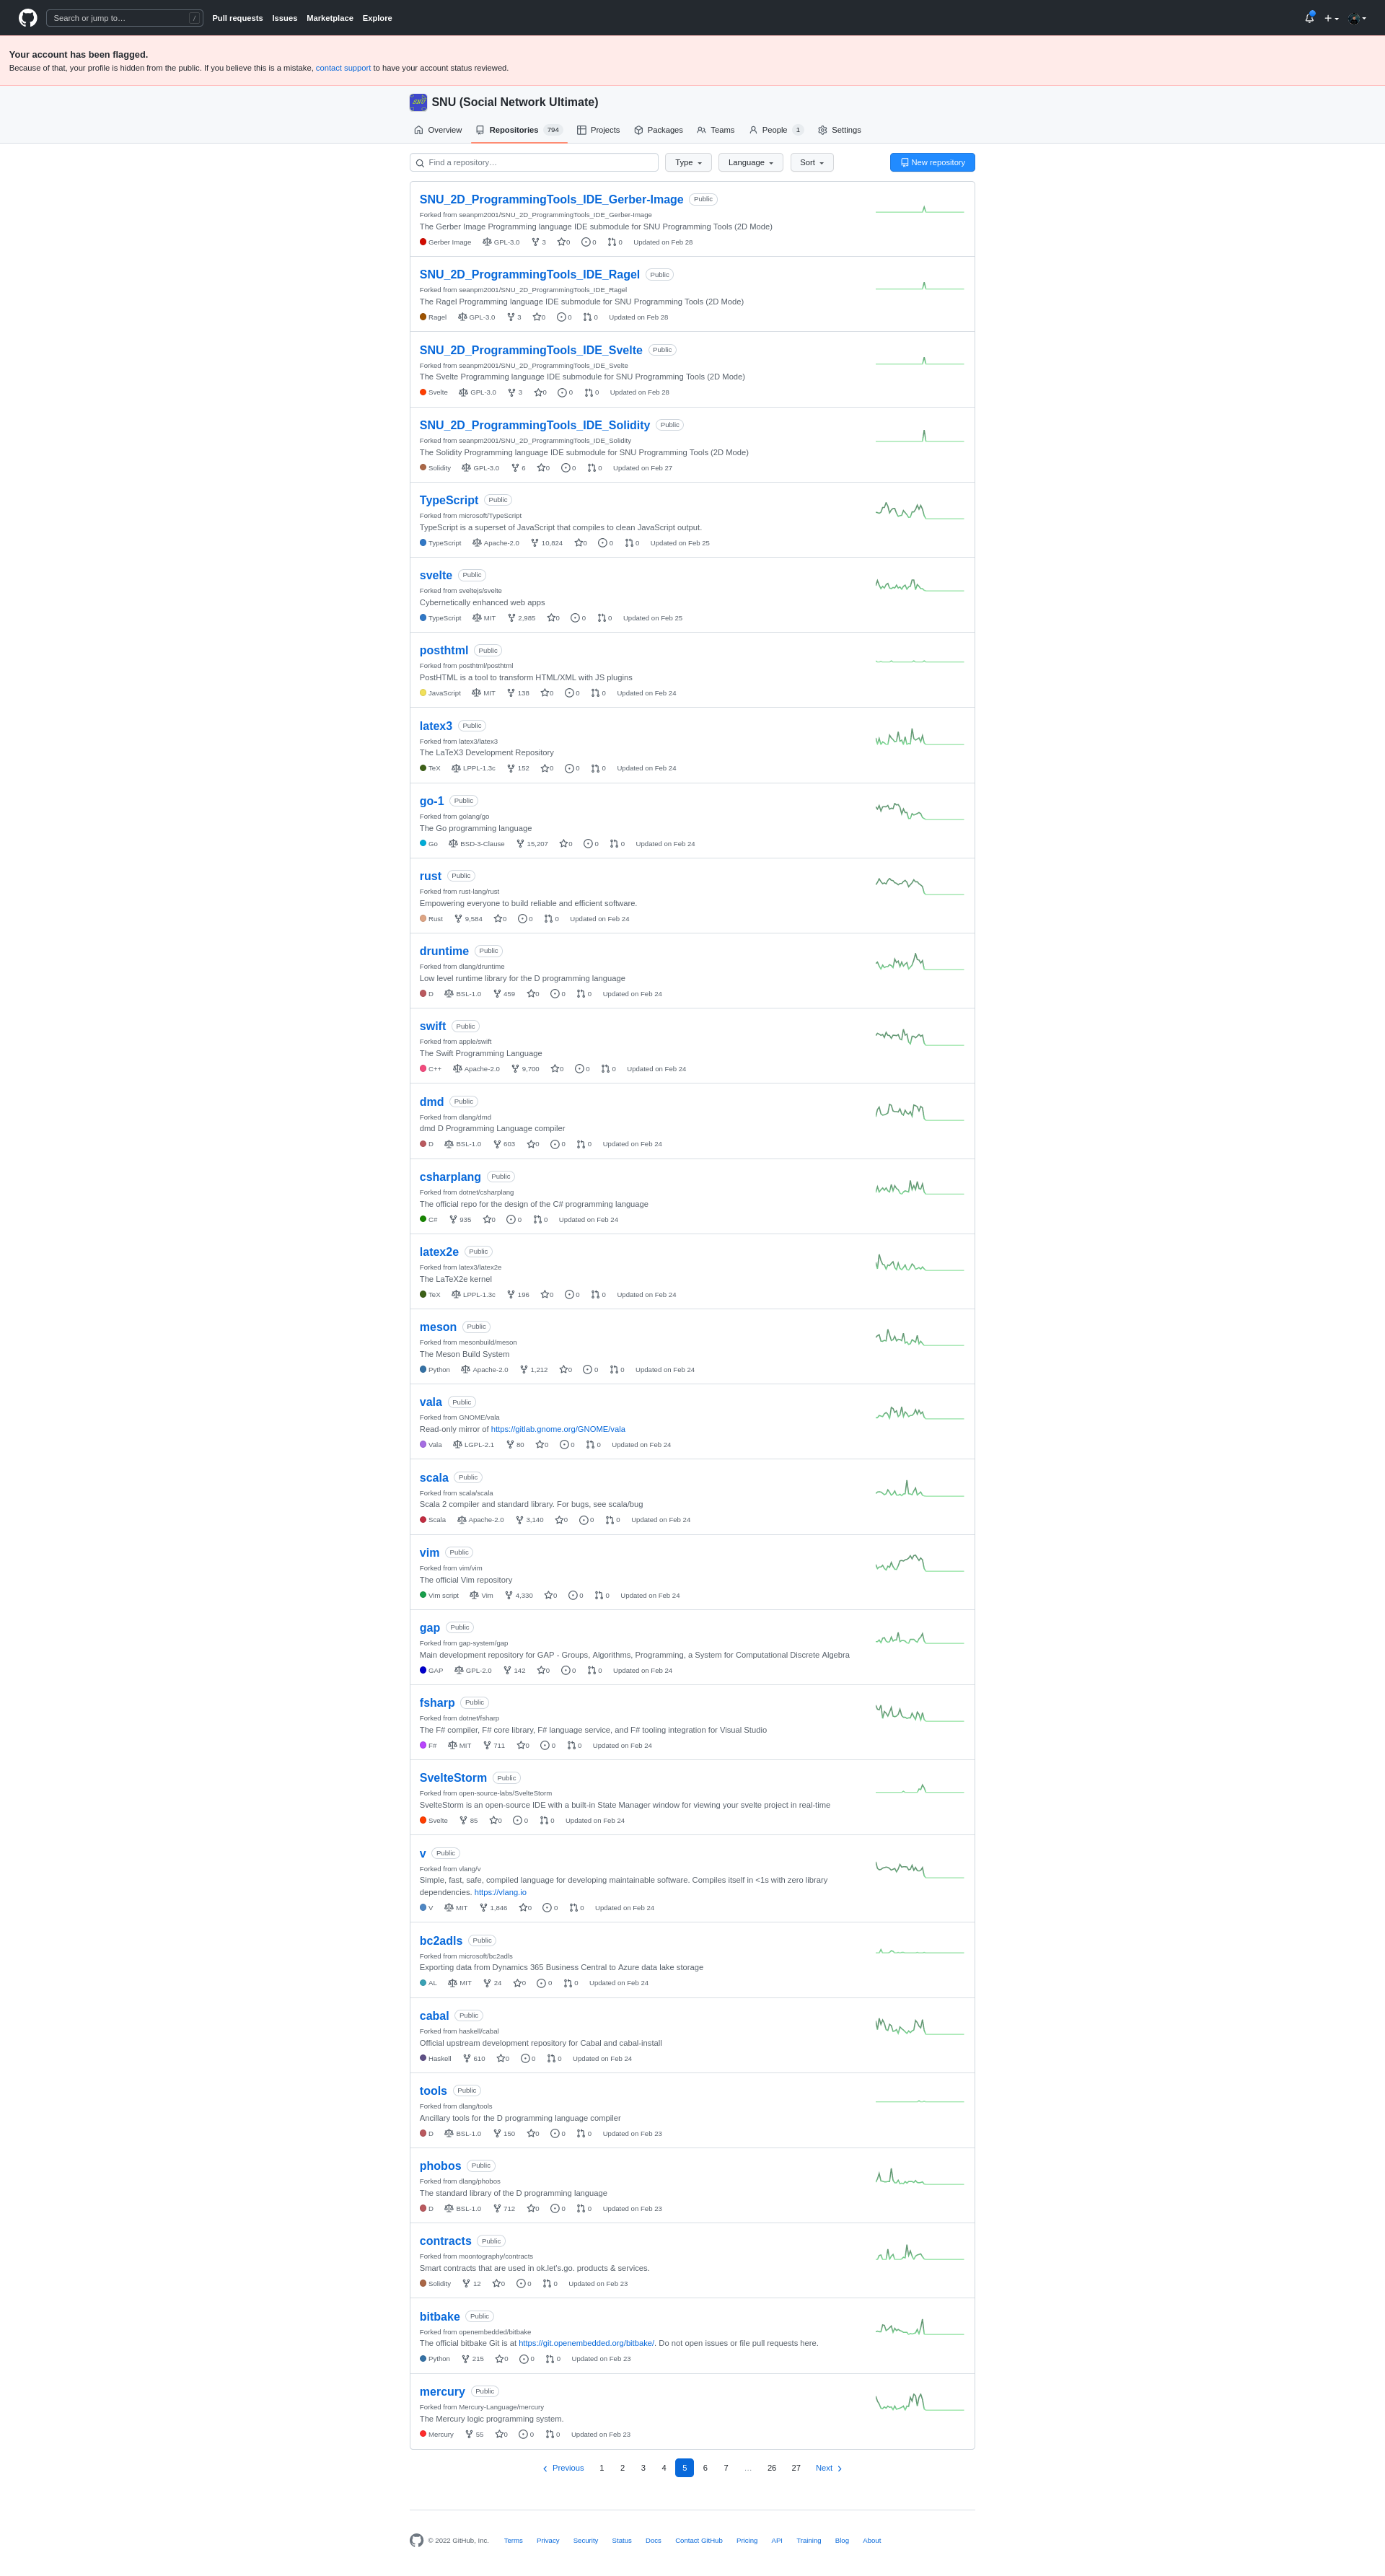 Search or jump to… / Pull requests Issues Marketplace Explore
Your account has been flagged.
Because of that, your profile is hidden from the public. If you believe this is a mistake, contact support to have your account status reviewed.
SNU SNU (Social Network Ultimate)
Overview Repositories 794 Projects Packages Teams People 1 Settings
Find a repository… Type Language Sort New repository
SNU_2D_ProgrammingTools_IDE_Gerber-Image Public
Forked from seanpm2001/SNU_2D_ProgrammingTools_IDE_Gerber-Image
The Gerber Image Programming language IDE submodule for SNU Programming Tools (2D Mode)
Gerber Image GPL-3.0 3 0 0 0 Updated on Feb 28
SNU_2D_ProgrammingTools_IDE_Ragel Public
Forked from seanpm2001/SNU_2D_ProgrammingTools_IDE_Ragel
The Ragel Programming language IDE submodule for SNU Programming Tools (2D Mode)
Ragel GPL-3.0 3 0 0 0 Updated on Feb 28
SNU_2D_ProgrammingTools_IDE_Svelte Public
Forked from seanpm2001/SNU_2D_ProgrammingTools_IDE_Svelte
The Svelte Programming language IDE submodule for SNU Programming Tools (2D Mode)
Svelte GPL-3.0 3 0 0 0 Updated on Feb 28
SNU_2D_ProgrammingTools_IDE_Solidity Public
Forked from seanpm2001/SNU_2D_ProgrammingTools_IDE_Solidity
The Solidity Programming language IDE submodule for SNU Programming Tools (2D Mode)
Solidity GPL-3.0 6 0 0 0 Updated on Feb 27
TypeScript Public
Forked from microsoft/TypeScript
TypeScript is a superset of JavaScript that compiles to clean JavaScript output.
TypeScript Apache-2.0 10,824 0 0 0 Updated on Feb 25
svelte Public
Forked from sveltejs/svelte
Cybernetically enhanced web apps
TypeScript MIT 2,985 0 0 0 Updated on Feb 25
posthtml Public
Forked from posthtml/posthtml
PostHTML is a tool to transform HTML/XML with JS plugins
JavaScript MIT 138 0 0 0 Updated on Feb 24
latex3 Public
Forked from latex3/latex3
The LaTeX3 Development Repository
TeX LPPL-1.3c 152 0 0 0 Updated on Feb 24
go-1 Public
Forked from golang/go
The Go programming language
Go BSD-3-Clause 15,207 0 0 0 Updated on Feb 24
rust Public
Forked from rust-lang/rust
Empowering everyone to build reliable and efficient software.
Rust 9,584 0 0 0 Updated on Feb 24
druntime Public
Forked from dlang/druntime
Low level runtime library for the D programming language
D BSL-1.0 459 0 0 0 Updated on Feb 24
swift Public
Forked from apple/swift
The Swift Programming Language
C++ Apache-2.0 9,700 0 0 0 Updated on Feb 24
dmd Public
Forked from dlang/dmd
dmd D Programming Language compiler
D BSL-1.0 603 0 0 0 Updated on Feb 24
csharplang Public
Forked from dotnet/csharplang
The official repo for the design of the C# programming language
C# 935 0 0 0 Updated on Feb 24
latex2e Public
Forked from latex3/latex2e
The LaTeX2e kernel
TeX LPPL-1.3c 196 0 0 0 Updated on Feb 24
meson Public
Forked from mesonbuild/meson
The Meson Build System
Python Apache-2.0 1,212 0 0 0 Updated on Feb 24
vala Public
Forked from GNOME/vala
Read-only mirror of https://gitlab.gnome.org/GNOME/vala
Vala LGPL-2.1 80 0 0 0 Updated on Feb 24
scala Public
Forked from scala/scala
Scala 2 compiler and standard library. For bugs, see scala/bug
Scala Apache-2.0 3,140 0 0 0 Updated on Feb 24
vim Public
Forked from vim/vim
The official Vim repository
Vim script Vim 4,330 0 0 0 Updated on Feb 24
gap Public
Forked from gap-system/gap
Main development repository for GAP - Groups, Algorithms, Programming, a System for Computational Discrete Algebra
GAP GPL-2.0 142 0 0 0 Updated on Feb 24
fsharp Public
Forked from dotnet/fsharp
The F# compiler, F# core library, F# language service, and F# tooling integration for Visual Studio
F# MIT 711 0 0 0 Updated on Feb 24
SvelteStorm Public
Forked from open-source-labs/SvelteStorm
SvelteStorm is an open-source IDE with a built-in State Manager window for viewing your svelte project in real-time
Svelte 85 0 0 0 Updated on Feb 24
v Public
Forked from vlang/v
Simple, fast, safe, compiled language for developing maintainable software. Compiles itself in <1s with zero library
dependencies. https://vlang.io
V MIT 1,846 0 0 0 Updated on Feb 24
bc2adls Public
Forked from microsoft/bc2adls
Exporting data from Dynamics 365 Business Central to Azure data lake storage
AL MIT 24 0 0 0 Updated on Feb 24
cabal Public
Forked from haskell/cabal
Official upstream development repository for Cabal and cabal-install
Haskell 610 0 0 0 Updated on Feb 24
tools Public
Forked from dlang/tools
Ancillary tools for the D programming language compiler
D BSL-1.0 150 0 0 0 Updated on Feb 23
phobos Public
Forked from dlang/phobos
The standard library of the D programming language
D BSL-1.0 712 0 0 0 Updated on Feb 23
contracts Public
Forked from moontography/contracts
Smart contracts that are used in ok.let's.go. products & services.
Solidity 12 0 0 0 Updated on Feb 23
bitbake Public
Forked from openembedded/bitbake
The official bitbake Git is at https://git.openembedded.org/bitbake/. Do not open issues or file pull requests here.
Python 215 0 0 0 Updated on Feb 23
mercury Public
Forked from Mercury-Language/mercury
The Mercury logic programming system.
Mercury 55 0 0 0 Updated on Feb 23
Previous 1 2 3 4 5 6 7 … 26 27 Next
© 2022 GitHub, Inc. Terms Privacy Security Status Docs Contact GitHub Pricing API Training Blog About